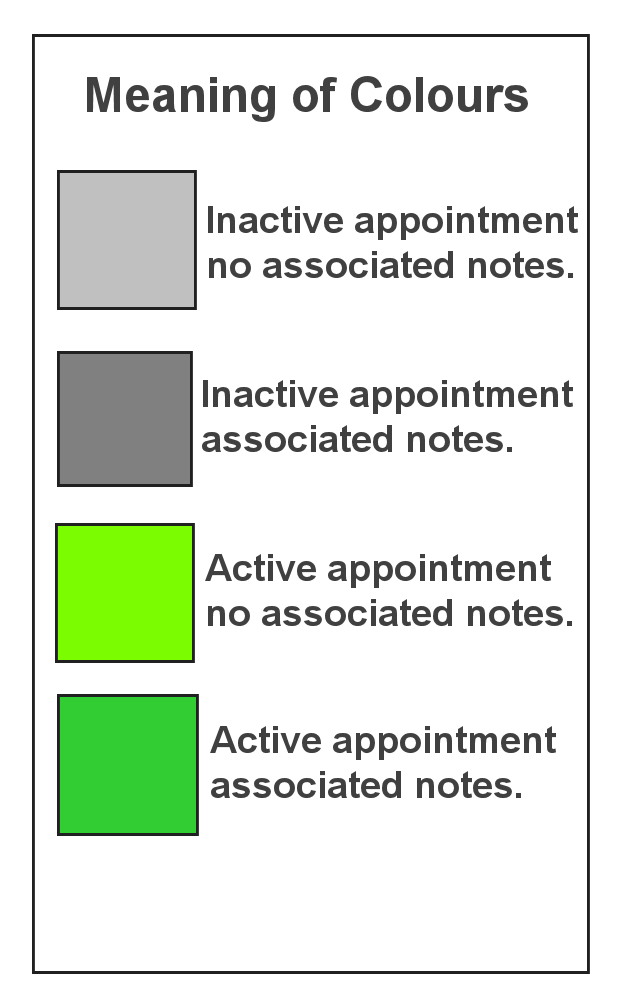 Meaning of Colours
Inactive appointment
no associated notes.
Inactive appointment
associated notes.
Active appointment
no associated notes.
Active appointment
associated notes.